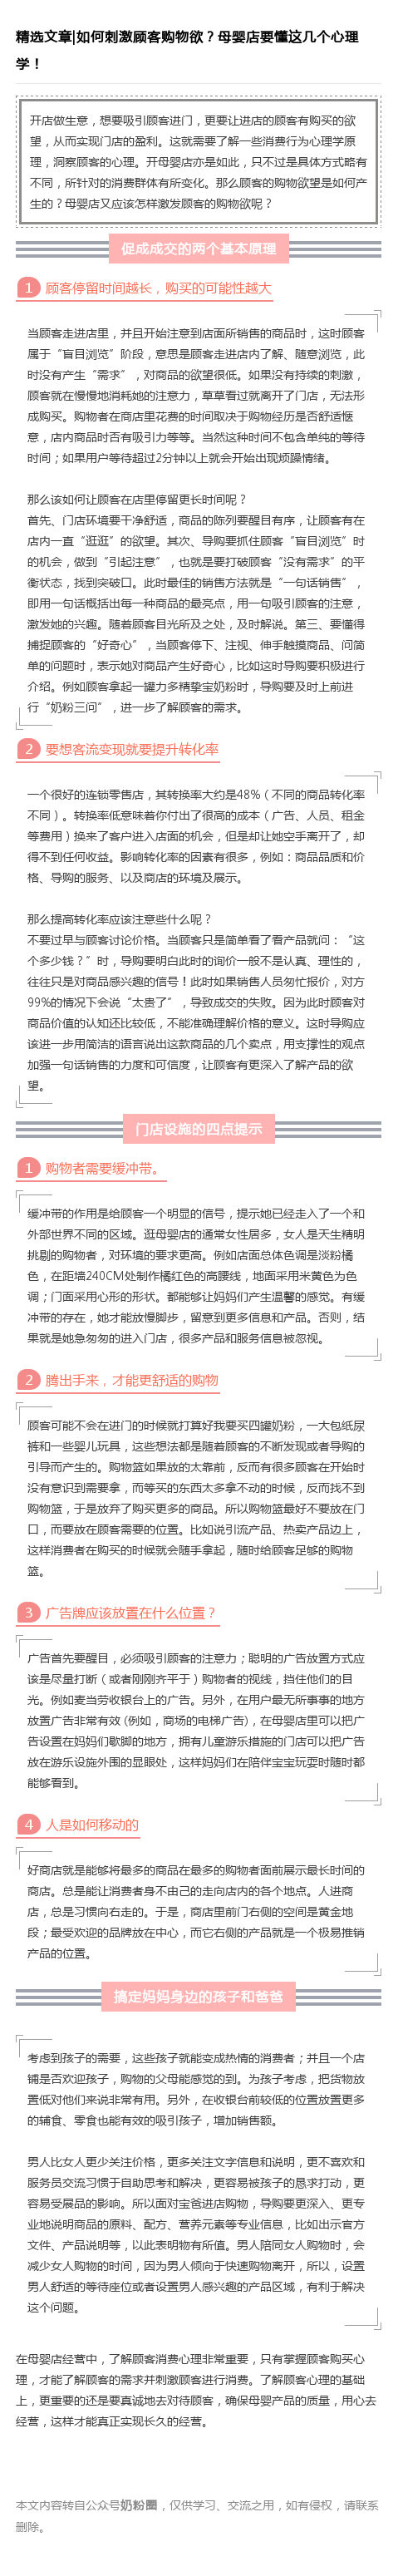 精选文章|如何刺激顾客购物欲？母婴店要懂这几个心理
学！
开店做生意，想要吸引顾客进门，更要让进店的顾客有购买的欲
望，从而实现门店的盈利。这就需要了解一些消费行为心理学原
理，洞察顾客的心理。开母婴店亦是如此，只不过是具体方式略有
不同，所针对的消费群体有所变化。那么顾客的购物欲望是如何产
生的？母婴店又应该怎样激发顾客的购物欲呢？
促成成交的两个基本原理
1 顾客停留时间越长，购买的可能性越大
当顾客走进店里，并且开始注意到店面所销售的商品时，这时顾客
属于“盲目浏览”阶段，意思是顾客走进店内了解、随意浏览，此
时没有产生“需求”，对商品的欲望很低。如果没有持续的刺激，
顾客就在慢慢地消耗她的注意力，草草看过就离开了门店，无法形
成购买。购物者在商店里花费的时间取决于购物经历是否舒适惬
意，店内商品时否有吸引力等等。当然这种时间不包含单纯的等待
时间；如果用户等待超过2分钟以上就会开始出现烦躁情绪。
那么该如何让顾客在店里停留更长时间呢？
首先、门店环境要干净舒适，商品的陈列要醒目有序，让顾客有在
店内一直“逛逛”的欲望。其次、导购要抓住顾客“盲目浏览”时
的机会，做到“引起注意”，也就是要打破顾客“没有需求”的平
衡状态，找到突破口。此时最佳的销售方法就是“一句话销售”，
即用一句话概括出每一种商品的最亮点，用一句吸引顾客的注意，
激发她的兴趣。随着顾客目光所及之处，及时解说。第三、要懂得
捕捉顾客的“好奇心”，当顾客停下、注视、伸手触摸商品、问简
单的问题时，表示她对商品产生好奇心，比如这时导购要积极进行
介绍。例如顾客拿起一罐力多精挚宝奶粉时，导购要及时上前进
行“奶粉三问”，进一步了解顾客的需求。
2 要想客流变现就要提升转化率
一个很好的连锁零售店，其转换率大约是48%（不同的商品转化率
不同）。转换率低意味着你付出了很高的成本（广告、人员、租金
等费用）换来了客户进入店面的机会，但是却让她空手离开了，却
得不到任何收益。影响转化率的因素有很多，例如：商品品质和价
格、导购的服务、以及商店的环境及展示。
那么提高转化率应该注意些什么呢？
不要过早与顾客讨论价格。当顾客只是简单看了看产品就问：“这
个多少钱？”时，导购要明白此时的询价一般不是认真、理性的，
往往只是对商品感兴趣的信号！此时如果销售人员匆忙报价，对方
99%的情况下会说“太贵了”，导致成交的失败。因为此时顾客对
商品价值的认知还比较低，不能准确理解价格的意义。这时导购应
该进一步用简洁的语言说出这款商品的几个卖点，用支撑性的观点
加强一句话销售的力度和可信度，让顾客有更深入了解产品的欲
望。
门店设施的四点提示
1 购物者需要缓冲带。
缓冲带的作用是给顾客一个明显的信号，提示她已经走入了一个和
外部世界不同的区域。逛母婴店的通常女性居多，女人是天生精明
挑剔的购物者，对环境的要求更高。例如店面总体色调是淡粉橘
色，在距墙240CM处制作橘红色的高腰线，地面采用米黄色为色
调；门面采用心形的形状。都能够让妈妈们产生温馨的感觉。有缓
冲带的存在，她才能放慢脚步，留意到更多信息和产品。否则，结
果就是她急匆匆的进入门店，很多产品和服务信息被忽视。
2 腾出手来，才能更舒适的购物
顾客可能不会在进门的时候就打算好我要买四罐奶粉，一大包纸尿
裤和一些婴儿玩具，这些想法都是随着顾客的不断发现或者导购的
引导而产生的。购物篮如果放的太靠前，反而有很多顾客在开始时
没有意识到需要拿，而等买的东西太多拿不动的时候，反而找不到
购物篮，于是放弃了购买更多的商品。所以购物篮最好不要放在门
口，而要放在顾客需要的位置。比如说引流产品、热卖产品边上，
这样消费者在购买的时候就会随手拿起，随时给顾客足够的购物
篮。
3 广告牌应该放置在什么位置？
广告首先要醒目，必须吸引顾客的注意力；聪明的广告放置方式应
该是尽量打断（或者刚刚齐平于）购物者的视线，挡住他们的目
光。例如麦当劳收银台上的广告。另外，在用户最无所事事的地方
放置广告非常有效 (例如，商场的电梯广告)，在母婴店里可以把广
告设置在妈妈们歇脚的地方，拥有儿童游乐措施的门店可以把广告
放在游乐设施外围的显眼处，这样妈妈们在陪伴宝宝玩耍时随时都
能够看到。
4 人是如何移动的
好商店就是能够将最多的商品在最多的购物者面前展示最长时间的
商店。总是能让消费者身不由己的走向店内的各个地点。人进商
店，总是习惯向右走的。于是，商店里前门右侧的空间是黄金地
段；最受欢迎的品牌放在中心，而它右侧的产品就是一个极易推销
产品的位置。
搞定妈妈身边的孩子和爸爸
考虑到孩子的需要，这些孩子就能变成热情的消费者；并且一个店
铺是否欢迎孩子，购物的父母能感觉的到。为孩子考虑，把货物放
置低对他们来说非常有用。另外，在收银台前较低的位置放置更多
的辅食、零食也能有效的吸引孩子，增加销售额。
男人比女人更少关注价格，更多关注文字信息和说明，更不喜欢和
服务员交流习惯于自助思考和解决，更容易被孩子的恳求打动，更
容易受展品的影响。所以面对宝爸进店购物，导购要更深入、更专
业地说明商品的原料、配方、营养元素等专业信息，比如出示官方
文件、产品说明等，以此表明物有所值。男人陪同女人购物时，会
减少女人购物的时间，因为男人倾向于快速购物离开，所以，设置
男人舒适的等待座位或者设置男人感兴趣的产品区域，有利于解决
这个问题。
在母婴店经营中，了解顾客消费心理非常重要，只有掌握顾客购买心
理，才能了解顾客的需求并刺激顾客进行消费。了解顾客心理的基础
上，更重要的还是要真诚地去对待顾客，确保母婴产品的质量，用心去
经营，这样才能真正实现长久的经营。
本文内容转自公众号奶粉圈，仅供学习、交流之用，如有侵权，请联系
删除。